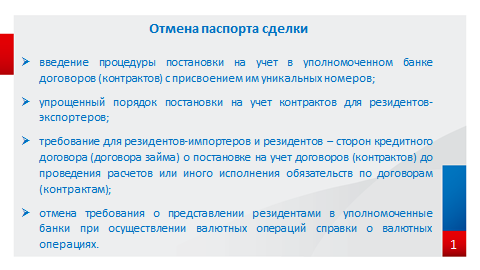 Отмена паспорта сделки
введение процедуры постановки на учет в уполномоченном банке
договоров (контрактов) с присвоением им уникальных номеров;
упрощенный порядок постановки на учет контрактов для резидентов-
экспортеров;
требование для резидентов-импортеров и резидентов – сторон кредитного
договора (договора займа) о постановке на учет договоров (контрактов) до
проведения расчетов или иного исполнения обязательств по договорам
(контрактам);
отмена требования о представлении резидентами в уполномоченные
банки при осуществлении валютных операций справки о валютных
операциях.
1